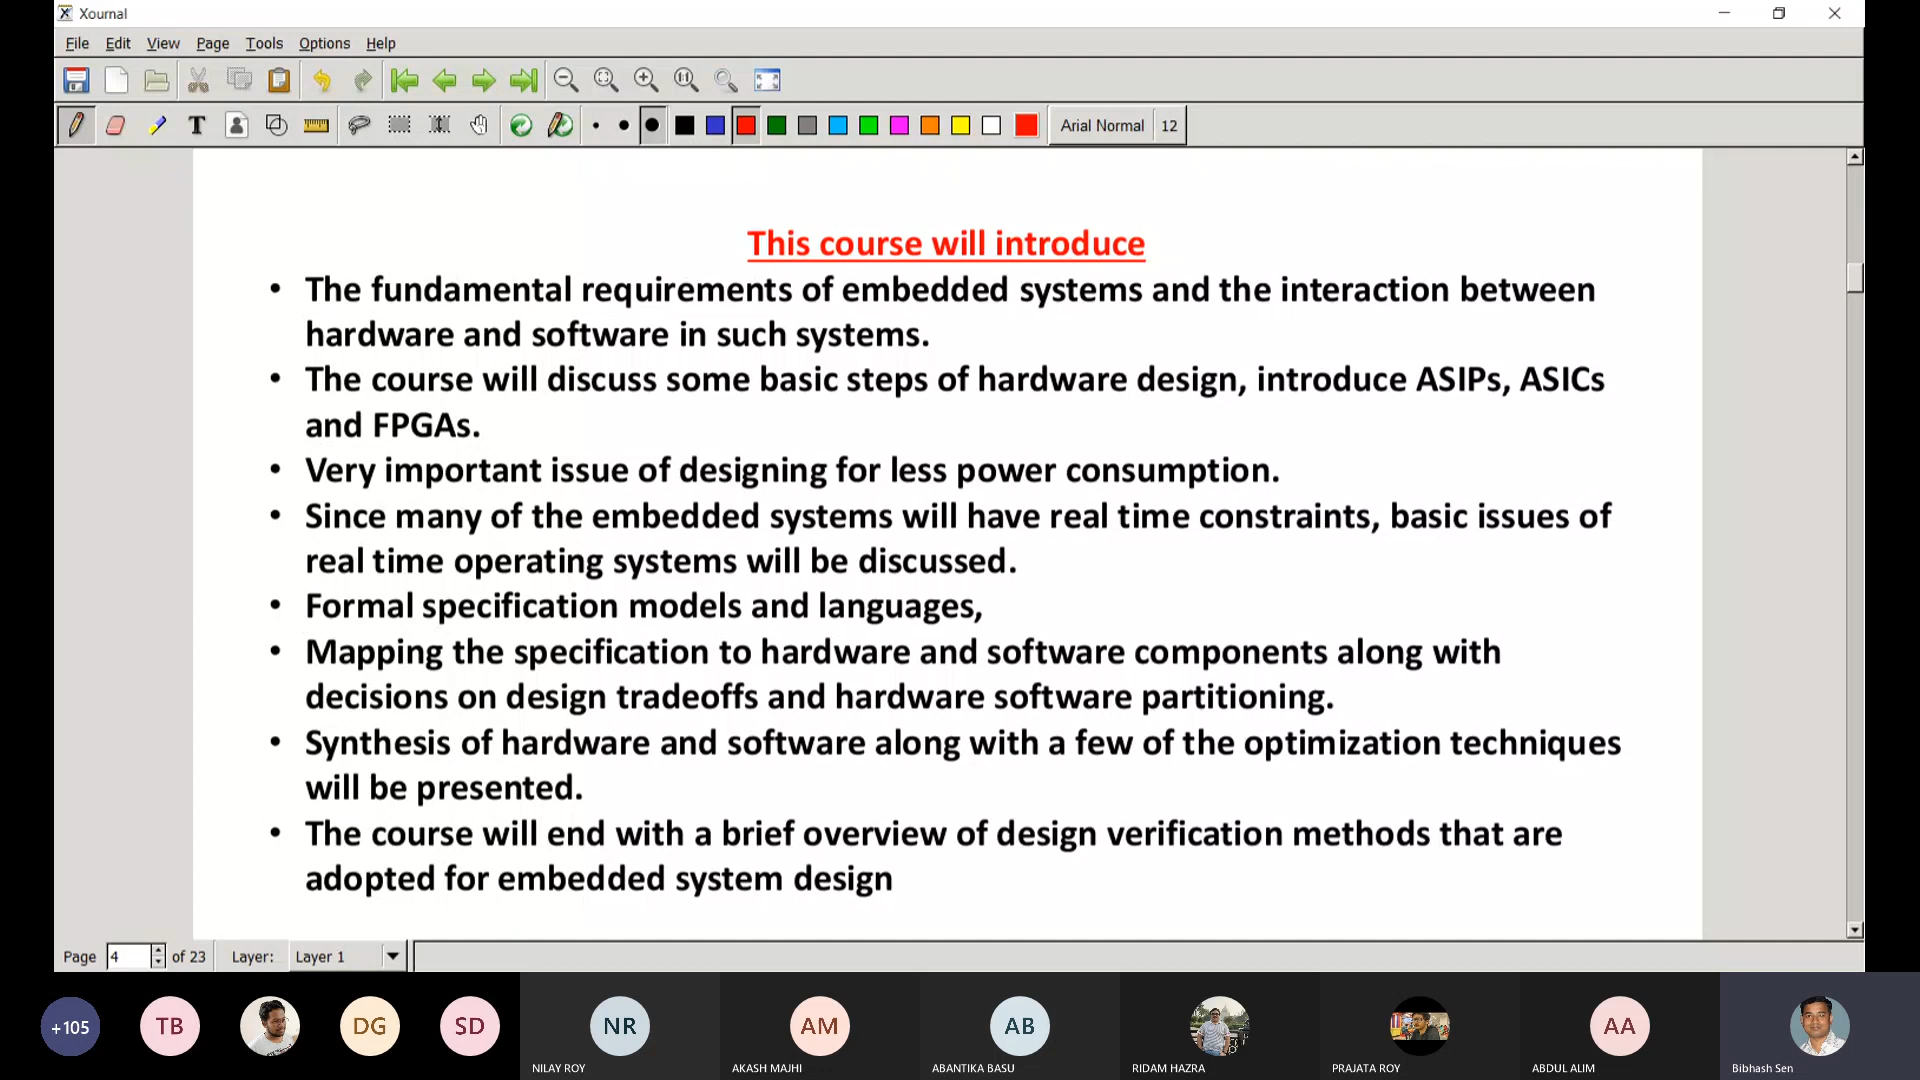 Xournal
File Edit View Page Tools Options Help
Arial Normal 12
This course will introduce
• The fundamental requirements of embedded systems and the interaction between
hardware and software in such systems.
• The course will discuss some basic steps of hardware design, introduce ASIPs, ASICs
and FPGAs.
• Very important issue of designing for less power consumption.
• Since many of the embedded systems will have real time constraints, basic issues of
real time operating systems will be discussed.
• Formal specification models and languages,
• Mapping the specification to hardware and software components along with
decisions on design tradeoffs and hardware software partitioning.
• Synthesis of hardware and software along with a few of the optimization techniques
will be presented.
• The course will end with a brief overview of design verification methods that are
adopted for embedded system design
Page 4 of 23 Layer: Layer 1
+105 TB DG SD NR AM AB AA
NILAY ROY AKASH MAJHI ABANTIKA BASU RIDAM HAZRA PRAJATA ROY ABDUL ALIM Bibhash Sen